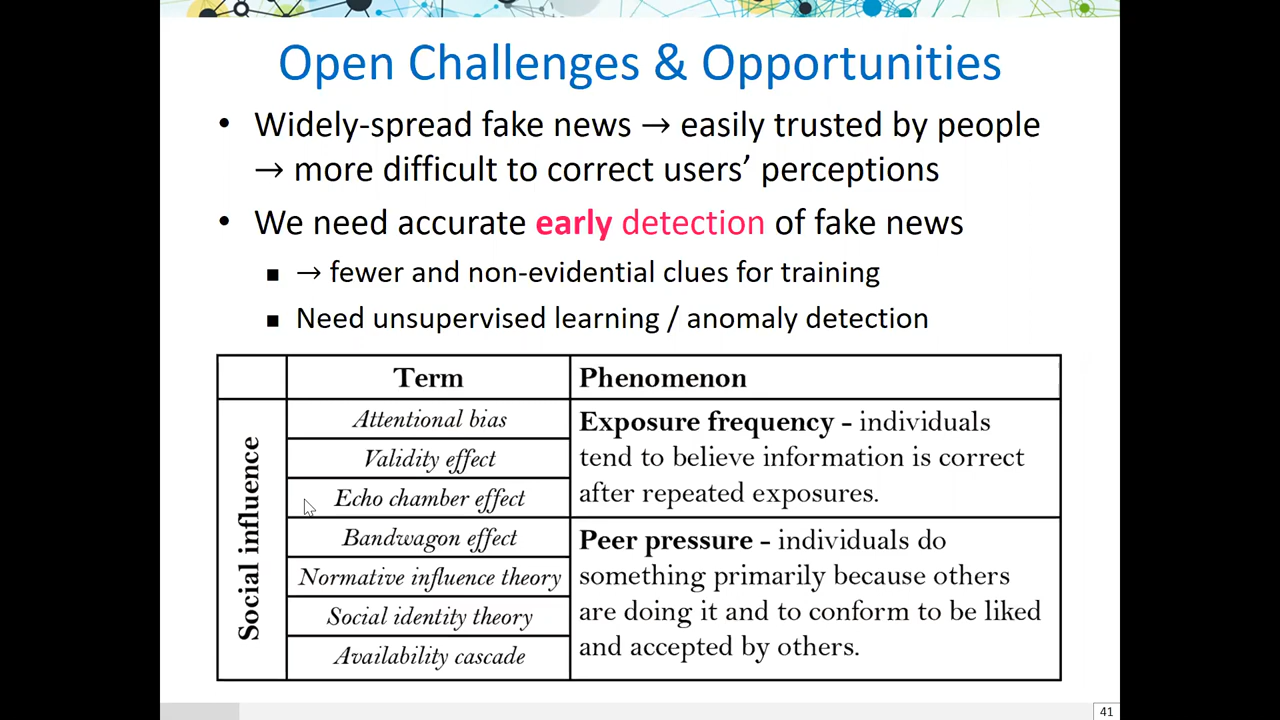 Open Challenges & Opportunities
• Widely-spread fake news → easily trusted by people
→ more difficult to correct users’ perceptions
• We need accurate early detection of fake news
▪ → fewer and non-evidential clues for training
▪ Need unsupervised learning / anomaly detection
Term
Phenomenon
Social influence
Attentional bias
Validity effect
Echo chamber effect
Exposure frequency - individuals
tend to believe information is correct
after repeated exposures.
Bandwagon effect
Normative influence theory
Social identity theory
Availability cascade
Peer pressure - individuals do
something primarily because others
are doing it and to conform to be liked
and accepted by others.
41